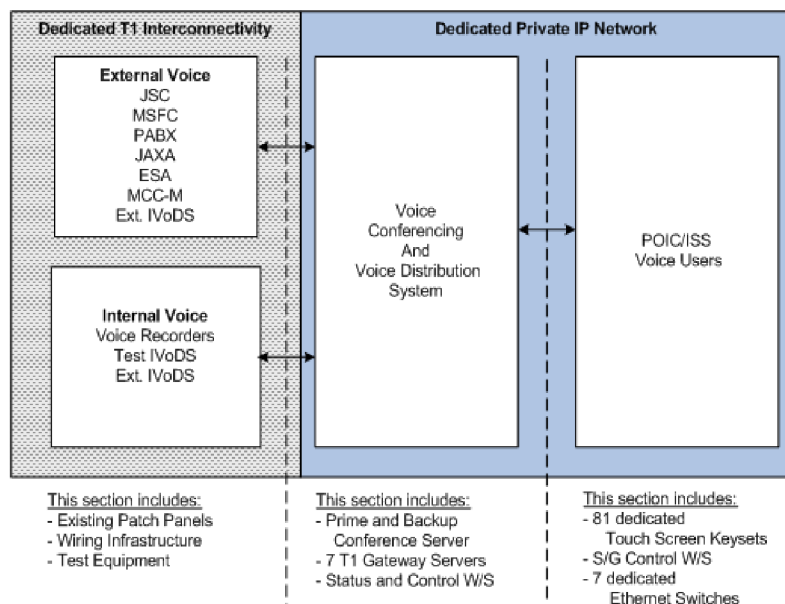 Dedicated T1 Interconnectivity
Dedicated Private IP Network
External Voice
JSC
MSFC
PABX
JAXA
ESA
MCC-M
Ext. IVoDS
Internal Voice
Voice Recorders
Test IVoDS
Ext. IVoDS
Voice
Conferencing
And
Voice Distribution
System
POIC/ISS
Voice Users
This section includes:
- Existing Patch Panels
- Wiring Infrastructure
- Test Equipment
This section includes:
- Prime and Backup
Conference Server
- 7 T1 Gateway Servers
- Status and Control W/S
This section includes:
- 81 dedicated
Touch Screen Keysets
- S/G Control W/S
- 7 dedicated
Ethernet Switches